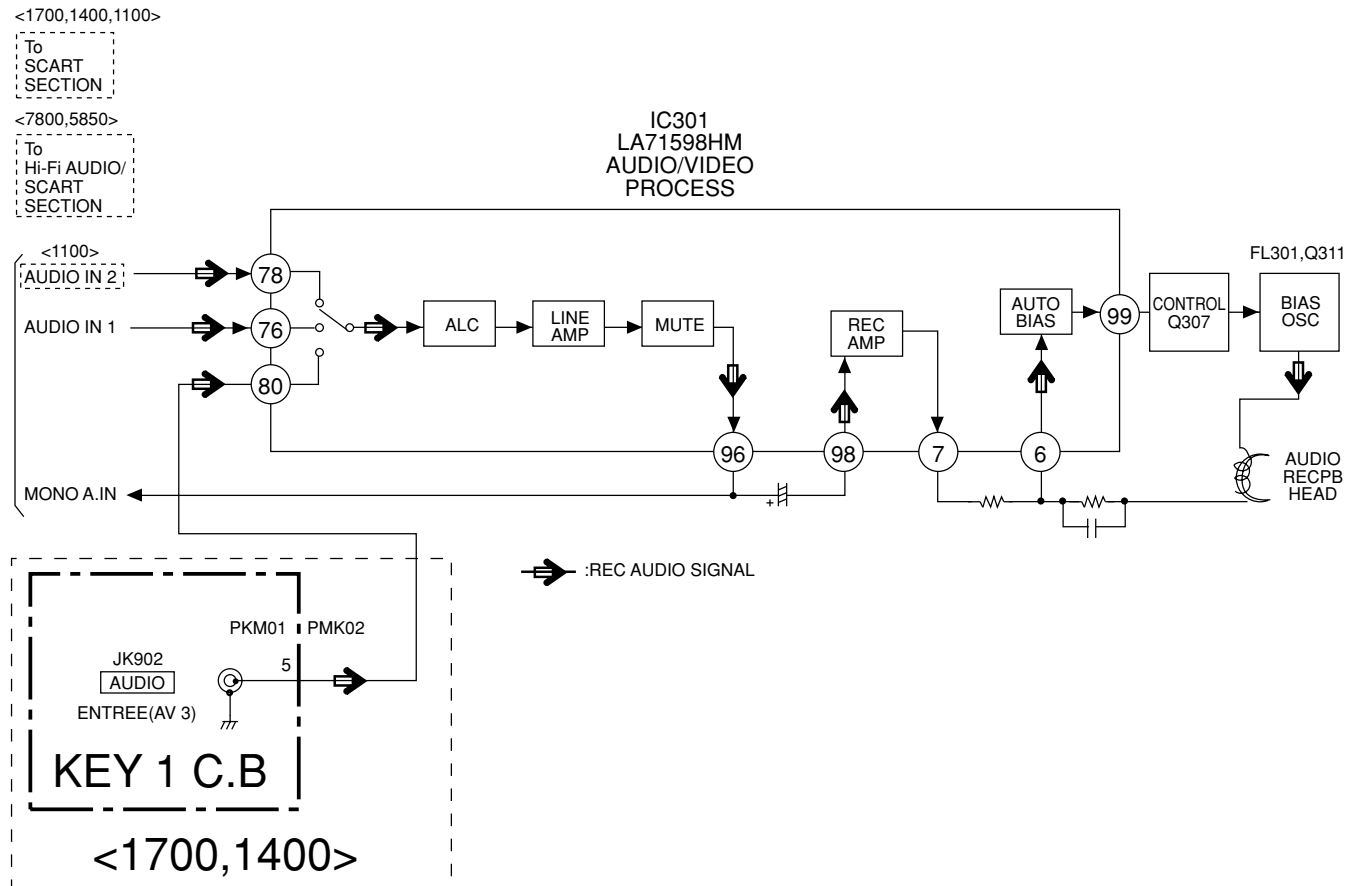 <1700,1400,1100>
To
SCART
SECTION
<7800,5850>
To
Hi-Fi AUDIO/
SCART
SECTION
IC301
LA71598HM
AUDIO/VIDEO
PROCESS
<1100>
AUDIO IN 2
78
AUDIO IN 1
76
80
ALC
LINE
AMP
MUTE
REC
AMP
AUTO
BIAS
99
CONTROL
Q307
FL301,Q311
BIAS
OSC
96
98
7
6
AUDIO
RECPB
HEAD
MONO A.IN
+
:REC AUDIO SIGNAL
PKM01
PMK02
JK902
AUDIO
5
ENTREE(AV 3)
KEY 1 C.B
<1700,1400>